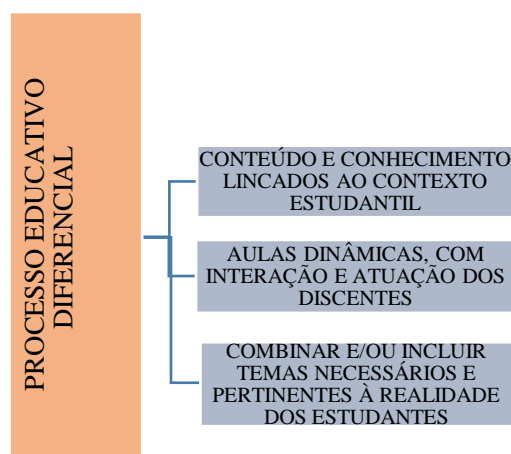 PROCESSO EDUCATIVO
DIFERENCIAL
CONTEÚDO E CONHECIMENTO
LINCADOS AO CONTEXTO
ESTUDANTIL
AULAS DINÂMICAS, COM
INTERAÇÃO E ATUAÇÃO DOS
DISCENTES
COMBINAR E/OU INCLUIR
TEMAS NECESSÁRIOS E
PERTINENTES À REALIDADE
DOS ESTUDANTES